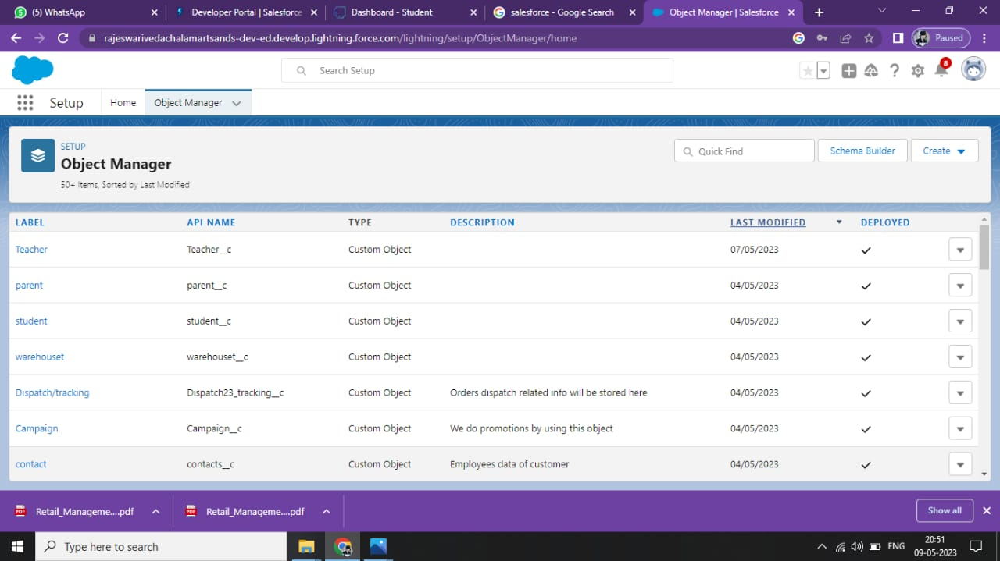 (5) WhatsApp
Developer Portal | Salesforce
Dashboard - Student
salesforce - Google Search
Object Manager | Salesforce
rajeswarivedachalamartsands-dev-ed.develop.lightning.force.com/lightning/setup/ObjectManager/home
Paused
Search Setup
8
Setup
Home
Object Manager
SETUP
Object Manager
50+ Items, Sorted by Last Modified
Quick Find
Schema Builder
Create
LABEL API NAME TYPE DESCRIPTION LAST MODIFIED DEPLOYED
Teacher Teacher__c Custom Object 07/05/2023
parent parent__c Custom Object 04/05/2023
student student__c Custom Object 04/05/2023
warehouset warehouset__c Custom Object 04/05/2023
Dispatch/tracking Dispatch23_tracking__c Custom Object Orders dispatch related info will be stored here 04/05/2023
Campaign Campaign__c Custom Object We do promotions by using this object 04/05/2023
contact contacts__c Custom Object Employees data of customer 04/05/2023
PDF Retail_Manageme....pdf
PDF Retail_Manageme....pdf
Show all
Type here to search
ENG
20:51
09-05-2023